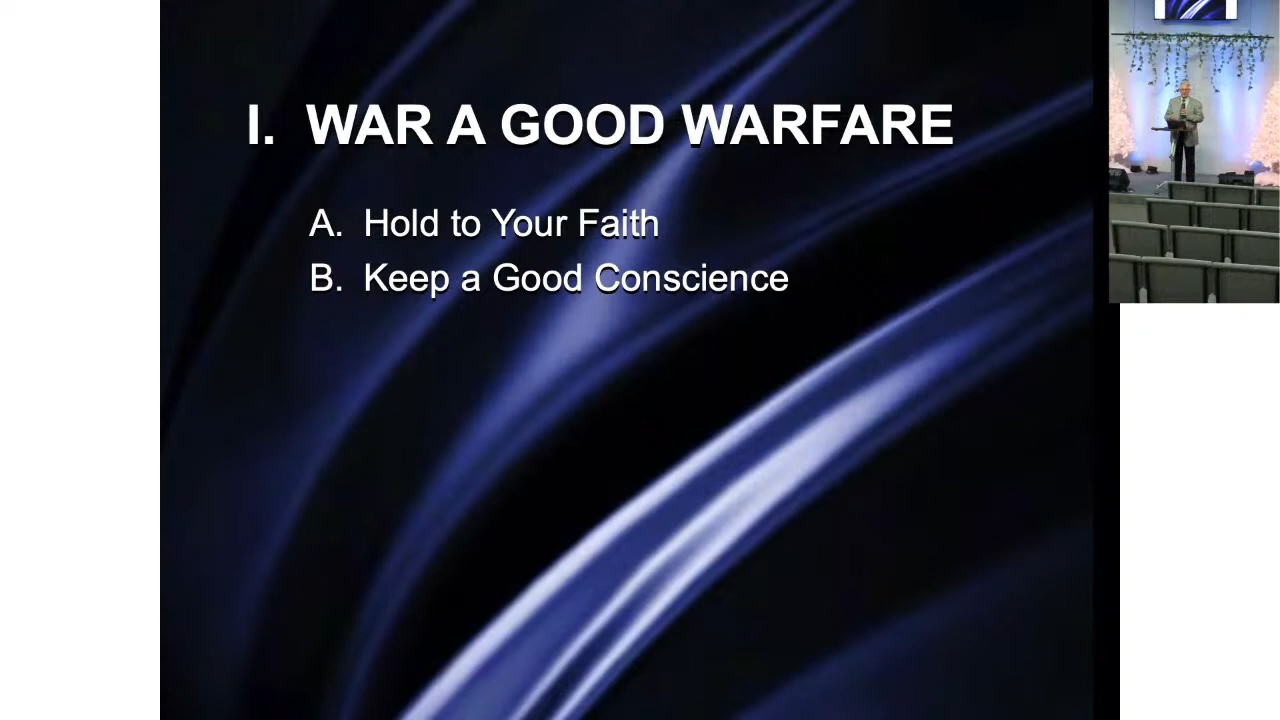 I. WAR A GOOD WARFARE
A. Hold to Your Faith
B. Keep a Good Conscience